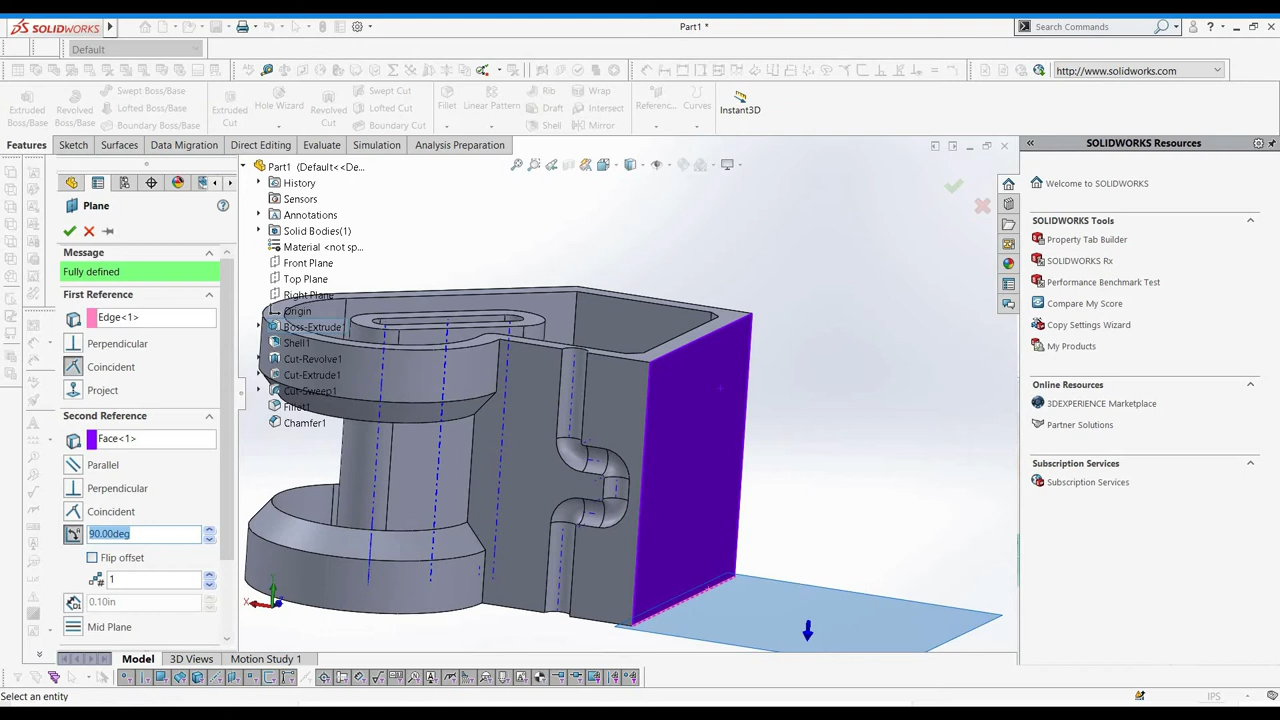 SOLIDWORKS
Part1 *
Search Commands
?
Default
http://www.solidworks.com
Extruded Boss/Base
Revolved Boss/Base
Swept Boss/Base
Lofted Boss/Base
Boundary Boss/Base
Extruded Cut
Hole Wizard
Revolved Cut
Swept Cut
Lofted Cut
Boundary Cut
Fillet
Linear Pattern
Rib
Draft
Shell
Wrap
Intersect
Mirror
Referenc...
Curves
Instant3D
Features
Sketch
Surfaces
Data Migration
Direct Editing
Evaluate
Simulation
Analysis Preparation
Plane
?
Message
Fully defined
First Reference
Edge<1>
Perpendicular
Coincident
Project
Second Reference
Face<1>
Parallel
Perpendicular
Coincident
90.00deg
Flip offset
1
0.10in
Mid Plane
Part1 (Default<<De...
History
Sensors
Annotations
Solid Bodies(1)
Material <not sp...
Front Plane
Top Plane
Right Plane
Origin
Boss-Extrude1
Shell1
Cut-Revolve1
Cut-Extrude1
Cut-Sweep1
Fillet1
Chamfer1
X
SOLIDWORKS Resources
Welcome to SOLIDWORKS
SOLIDWORKS Tools
Property Tab Builder
SOLIDWORKS Rx
Performance Benchmark Test
Compare My Score
Copy Settings Wizard
My Products
Online Resources
3DEXPERIENCE Marketplace
Partner Solutions
Subscription Services
Subscription Services
Model
3D Views
Motion Study 1
Select an entity
IPS